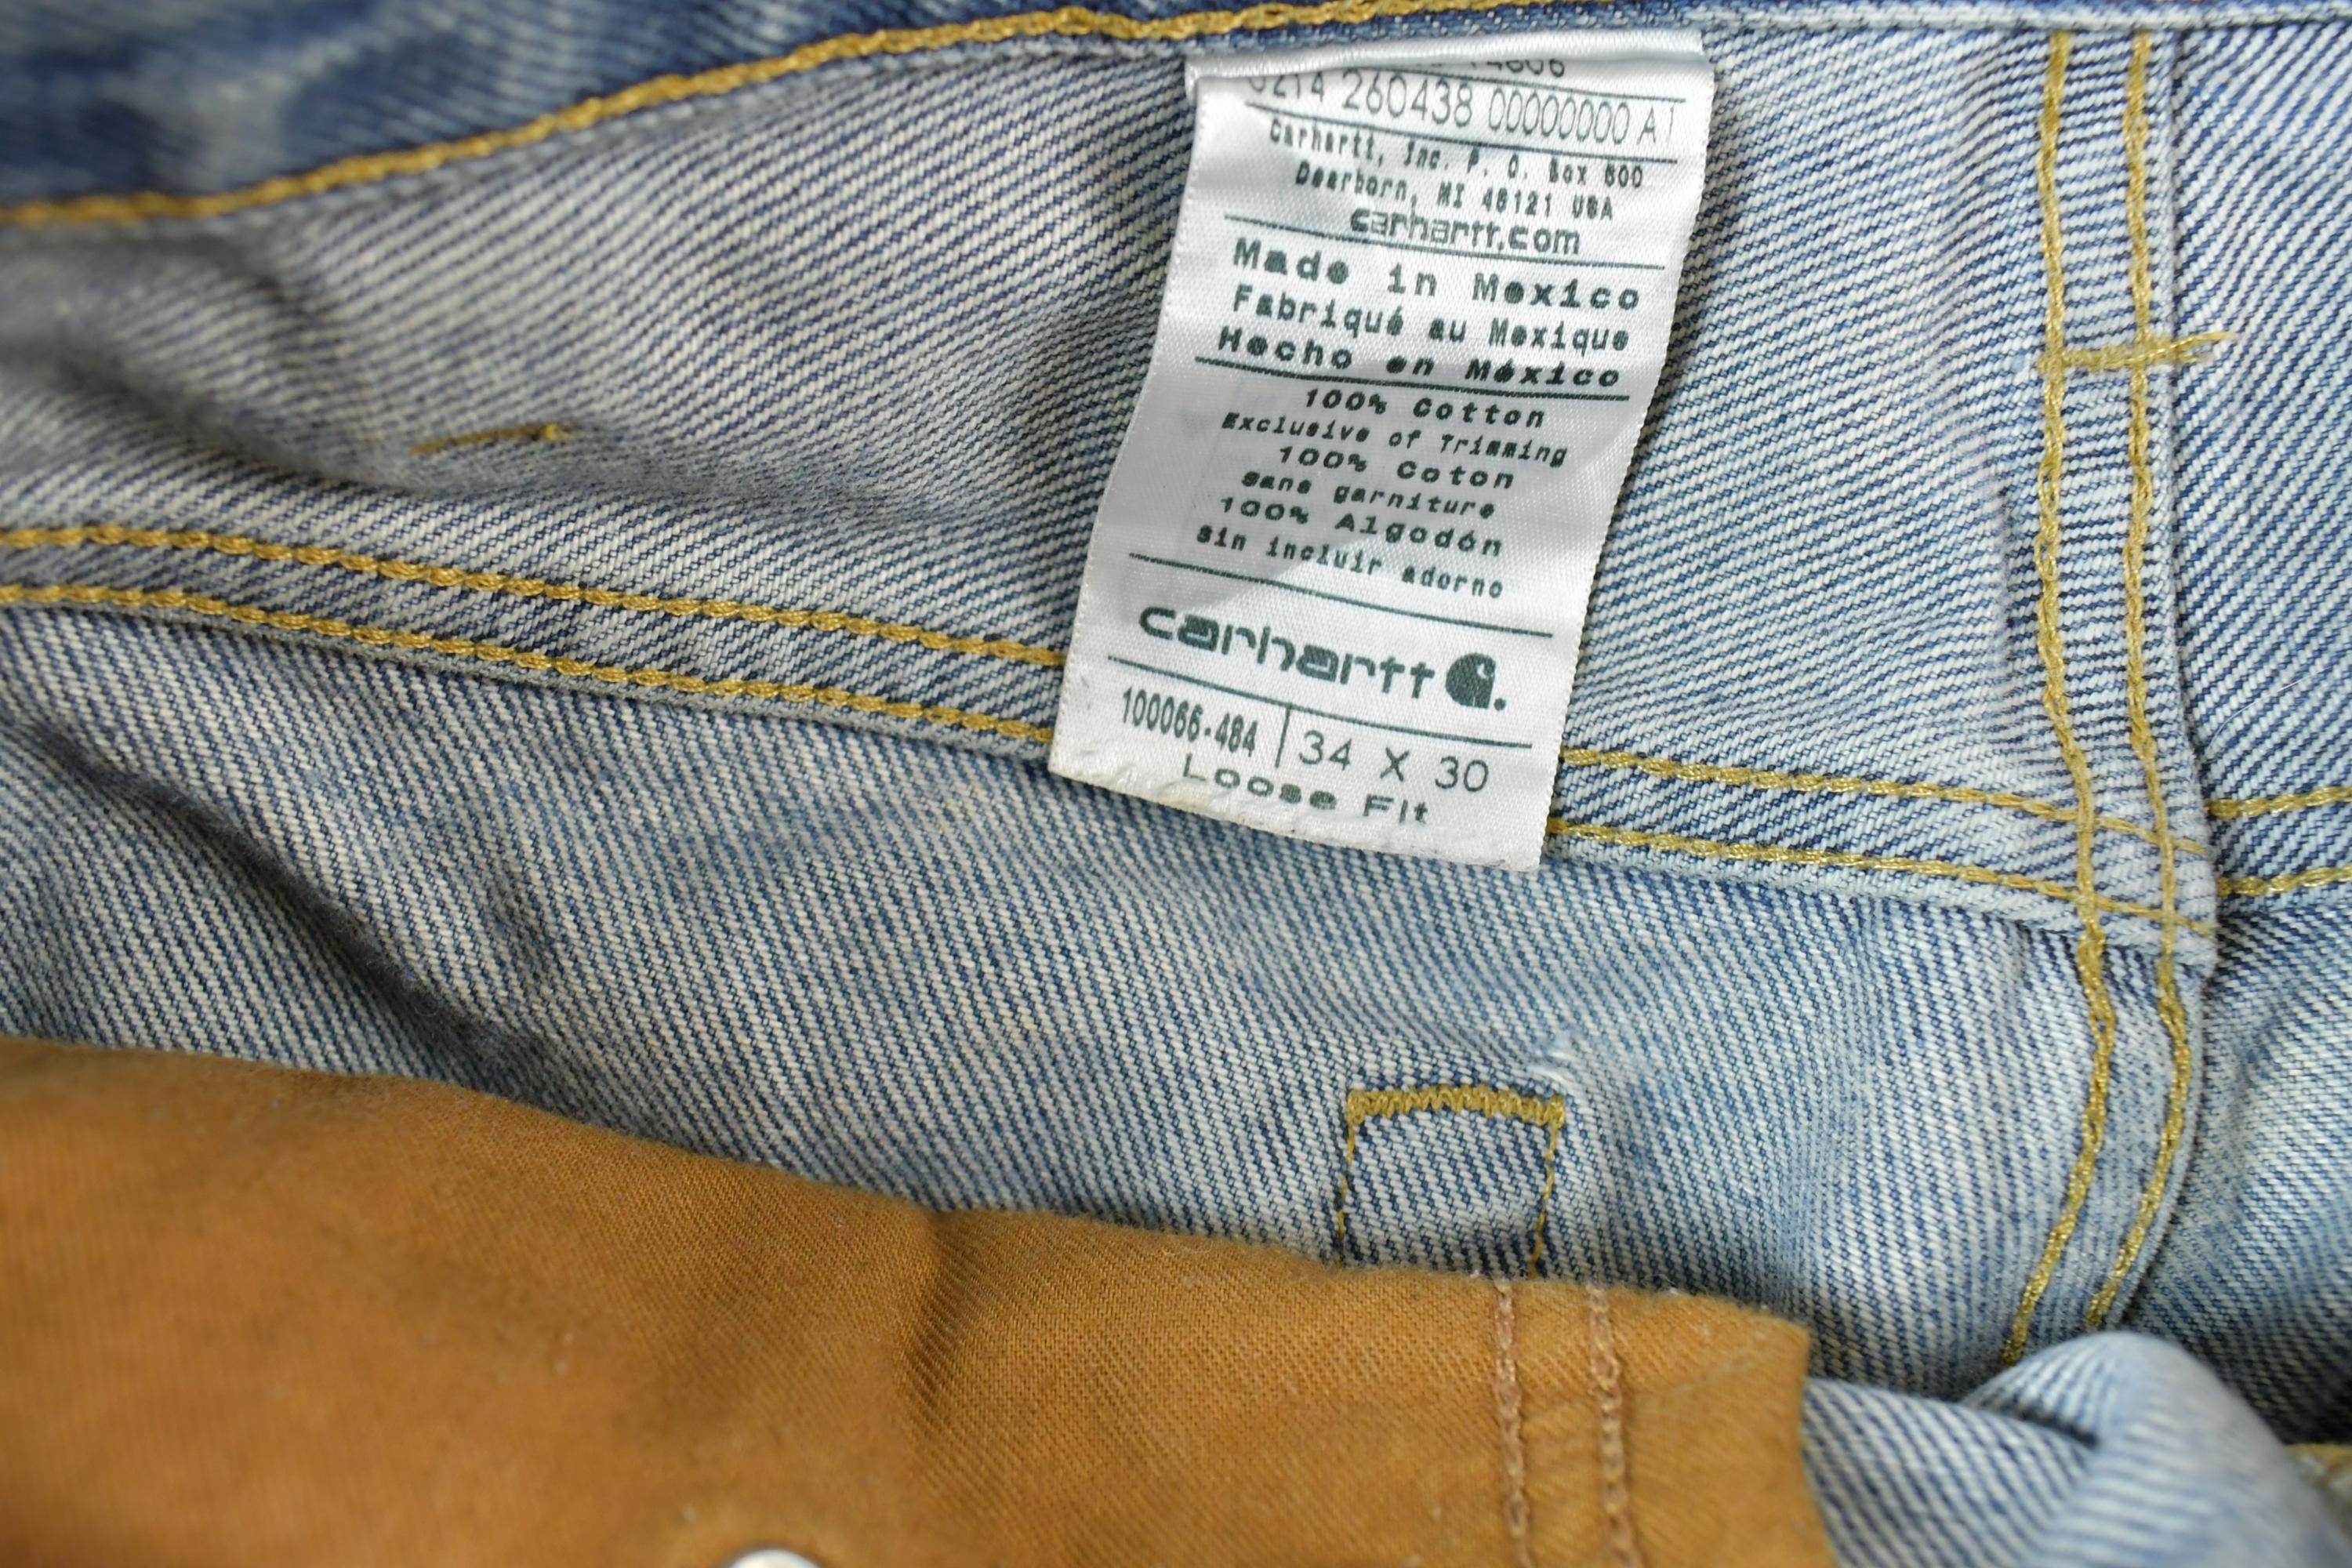 0214 260438 00000000 A1
Carhartt, Inc. P. O. Box 600
Dearborn, MI 48121 USA
carhartt.com
Made in Mexico
Fabriqué au Mexique
Hecho en México
100% Cotton
Exclusive of Trimming
100% Coton
sans garniture
100% Algodón
sin incluir adorno
carhartt
100066-484 34 X 30
Loose Fit